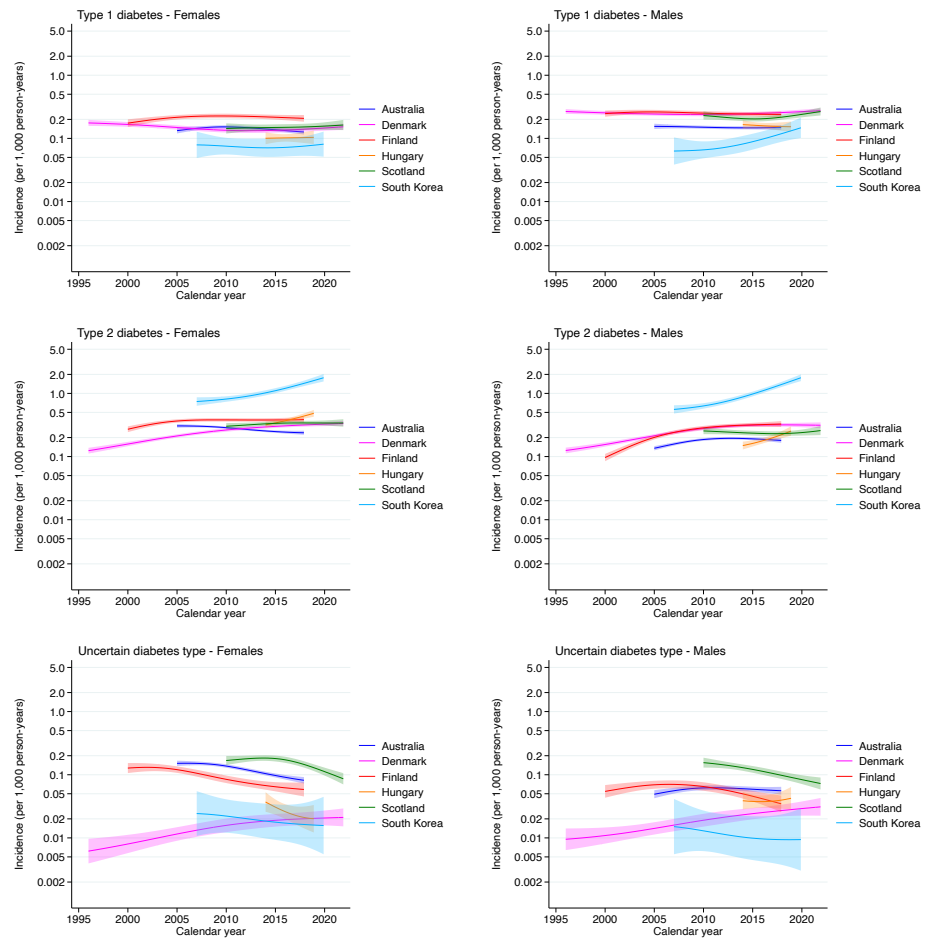 Type 1 diabetes - Females
Incidence (per 1,000 person-years)
5.0
2.0
1.0
0.5
0.2
0.1
0.05
0.02
0.01
0.005
0.002
1995 2000 2005 2010 2015 2020
Calendar year
Australia
Denmark
Finland
Hungary
Scotland
South Korea
Type 1 diabetes - Males
Incidence (per 1,000 person-years)
5.0
2.0
1.0
0.5
0.2
0.1
0.05
0.02
0.01
0.005
0.002
1995 2000 2005 2010 2015 2020
Calendar year
Australia
Denmark
Finland
Hungary
Scotland
South Korea
Type 2 diabetes - Females
Incidence (per 1,000 person-years)
5.0
2.0
1.0
0.5
0.2
0.1
0.05
0.02
0.01
0.005
0.002
1995 2000 2005 2010 2015 2020
Calendar year
Australia
Denmark
Finland
Hungary
Scotland
South Korea
Type 2 diabetes - Males
Incidence (per 1,000 person-years)
5.0
2.0
1.0
0.5
0.2
0.1
0.05
0.02
0.01
0.005
0.002
1995 2000 2005 2010 2015 2020
Calendar year
Australia
Denmark
Finland
Hungary
Scotland
South Korea
Uncertain diabetes type - Females
Incidence (per 1,000 person-years)
5.0
2.0
1.0
0.5
0.2
0.1
0.05
0.02
0.01
0.005
0.002
1995 2000 2005 2010 2015 2020
Calendar year
Australia
Denmark
Finland
Hungary
Scotland
South Korea
Uncertain diabetes type - Males
Incidence (per 1,000 person-years)
5.0
2.0
1.0
0.5
0.2
0.1
0.05
0.02
0.01
0.005
0.002
1995 2000 2005 2010 2015 2020
Calendar year
Australia
Denmark
Finland
Hungary
Scotland
South Korea